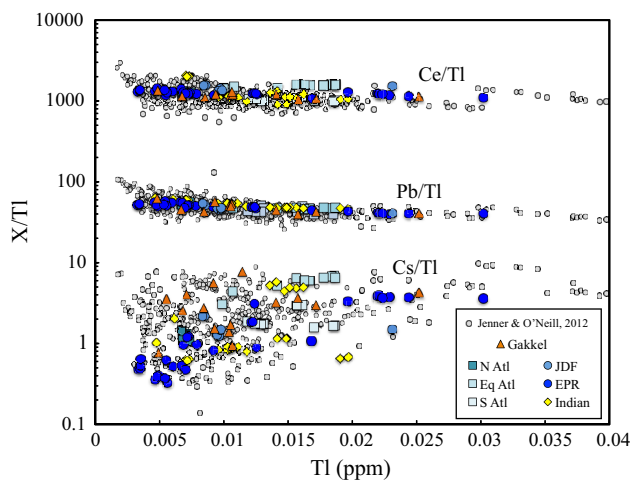 10000
1000
100
10
1
0.1
X/Tl
Ce/Tl
Pb/Tl
Cs/Tl
Jenner & O'Neill, 2012
Gakkel
N Atl JDF
Eq Atl EPR
S Atl Indian
0 0.005 0.01 0.015 0.02 0.025 0.03 0.035 0.04
Tl (ppm)